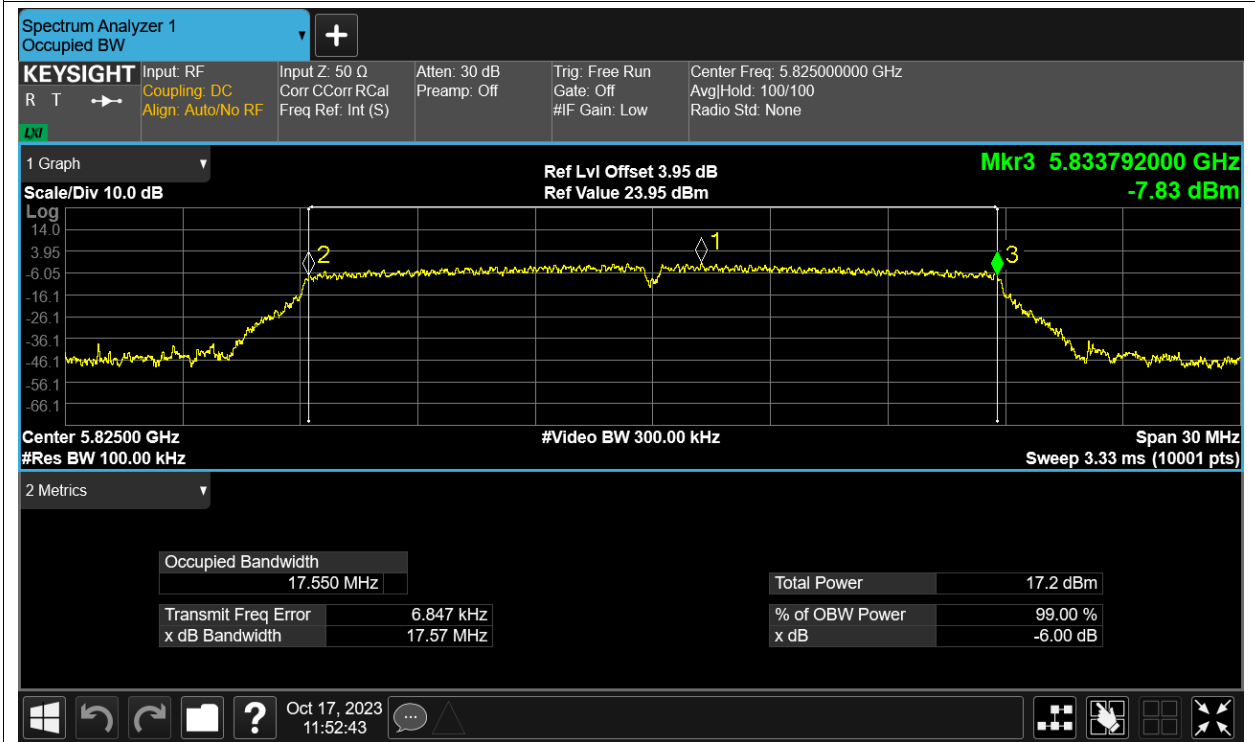 Spectrum Analyzer 1
Occupied BW
+
KEYSIGHT
R T
LXI
Input: RF
Coupling: DC
Align: Auto/No RF
Input Z: 50 Ω
Corr CCorr RCal
Freq Ref: Int (S)
Atten: 30 dB
Preamp: Off
Trig: Free Run
Gate: Off
#IF Gain: Low
Center Freq: 5.825000000 GHz
Avg|Hold: 100/100
Radio Std: None
1 Graph
Scale/Div 10.0 dB
Ref Lvl Offset 3.95 dB
Ref Value 23.95 dBm
Mkr3 5.833792000 GHz
-7.83 dBm
Log
14.0
3.95
-6.05
-16.1
-26.1
-36.1
-46.1
-56.1
-66.1
2
1
3
Center 5.82500 GHz
#Video BW 300.00 kHz
Span 30 MHz
#Res BW 100.00 kHz
Sweep 3.33 ms (10001 pts)
2 Metrics
Occupied Bandwidth
17.550 MHz
Transmit Freq Error 6.847 kHz
x dB Bandwidth 17.57 MHz
Total Power 17.2 dBm
% of OBW Power 99.00 %
x dB -6.00 dB
?
Oct 17, 2023
11:52:43